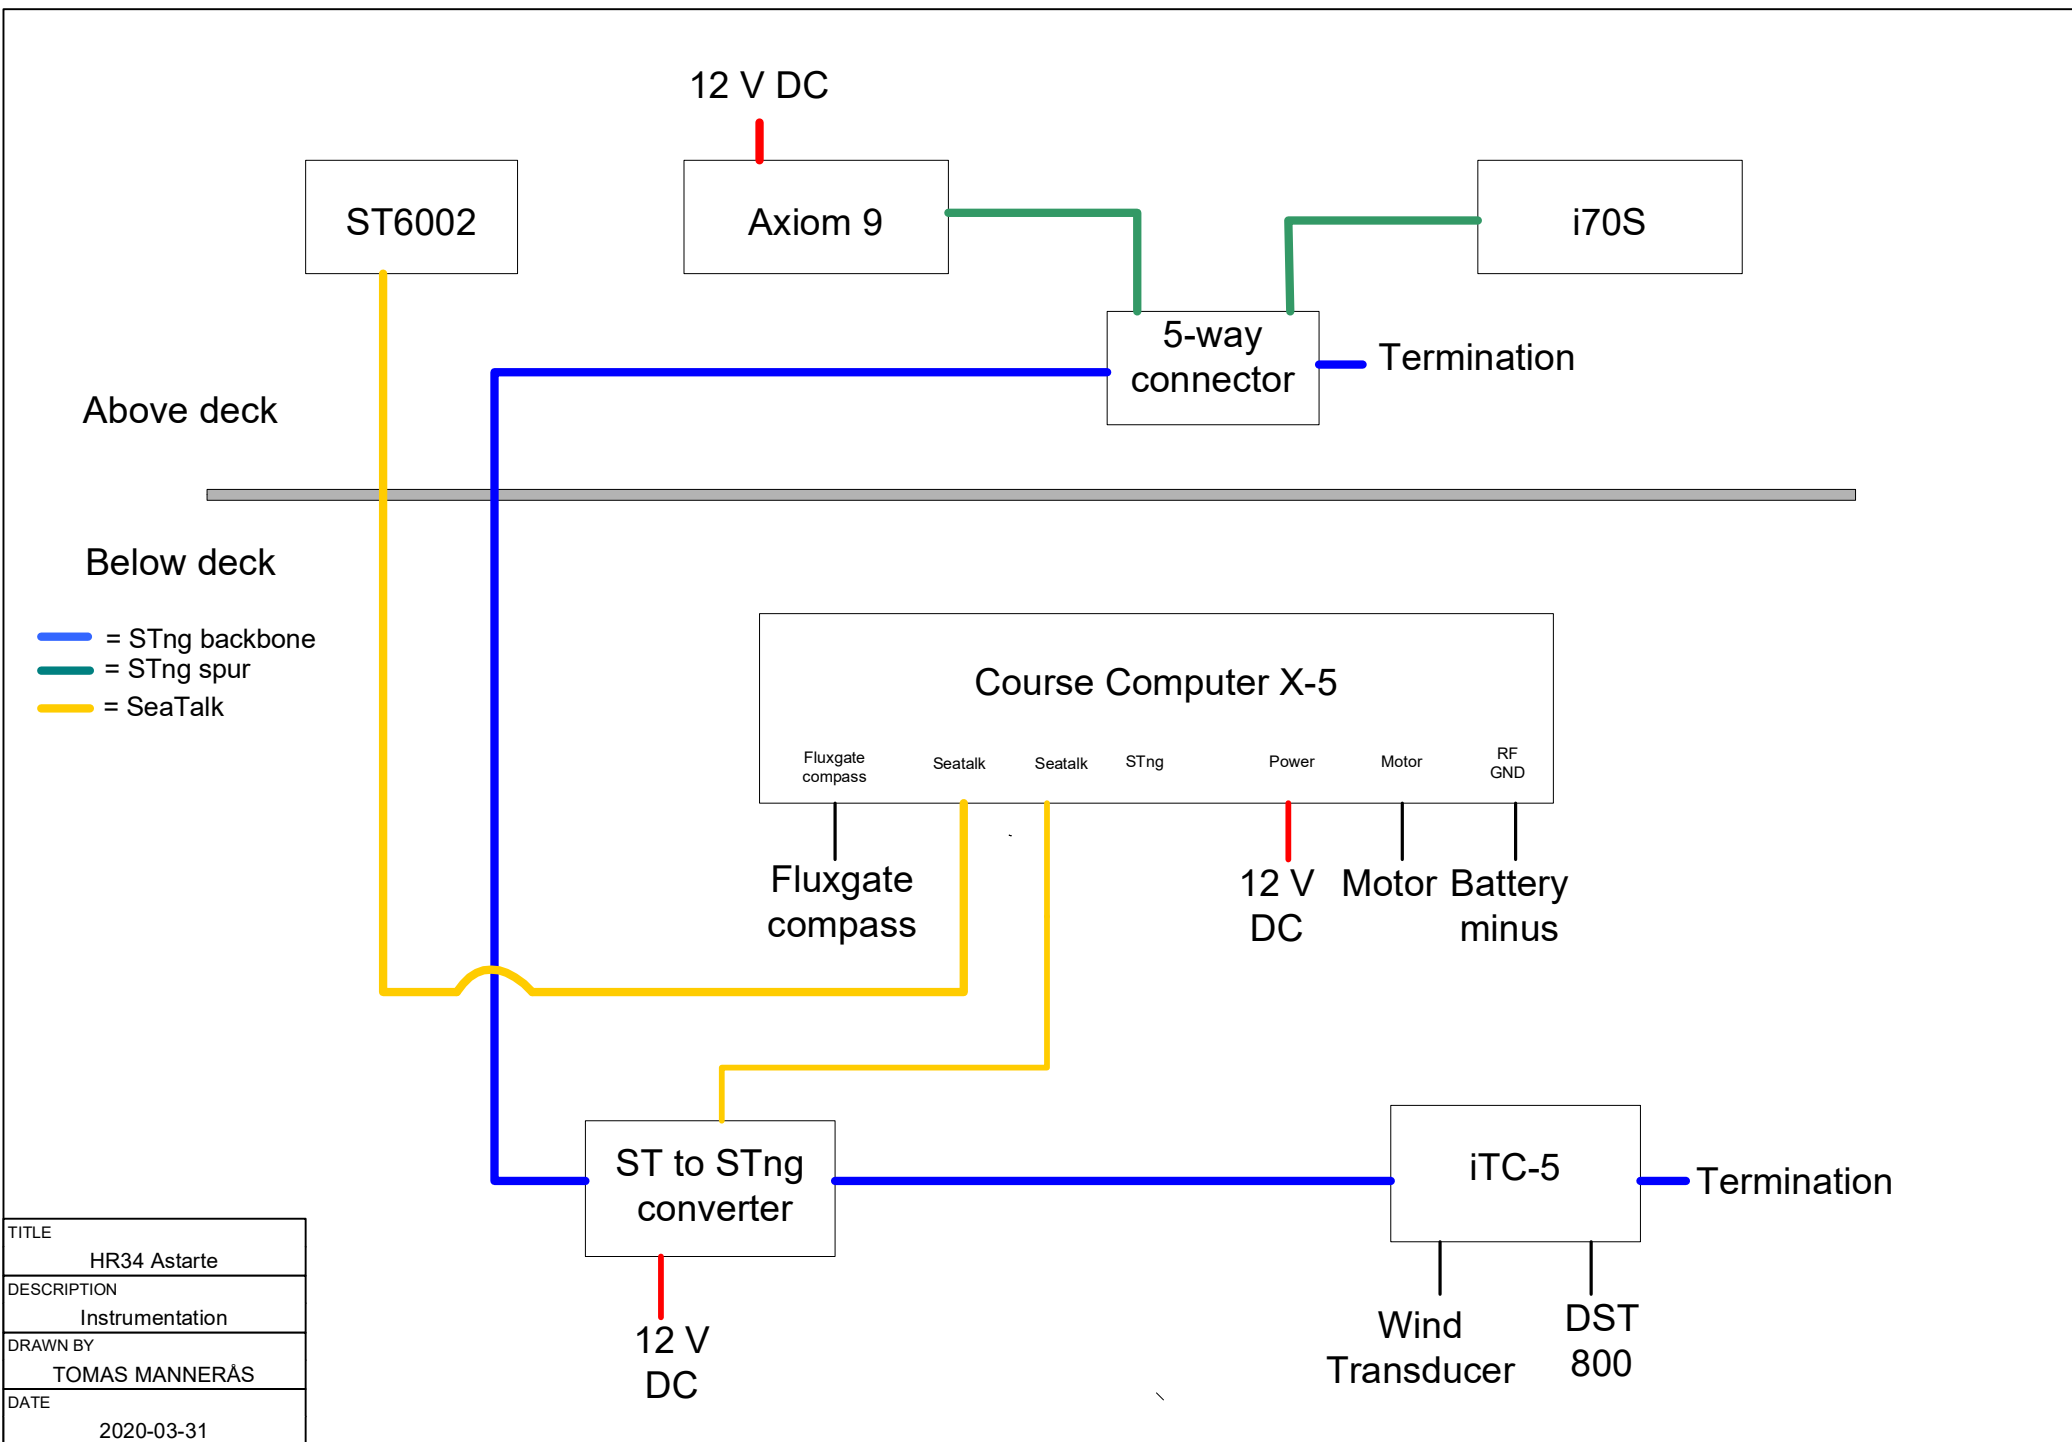 12 V DC
ST6002
Axiom 9
i70S
5-way
connector
Termination
Above deck
Below deck
= STng backbone
= STng spur
= SeaTalk
Course Computer X-5
Fluxgate
compass
Seatalk
Seatalk
STng
Power
Motor
RF
GND
Fluxgate
compass
12 V
DC
Motor
Battery
minus
ST to STng
converter
iTC-5
Termination
12 V
DC
Wind
Transducer
DST
800
TITLE
HR34 Astarte
DESCRIPTION
Instrumentation
DRAWN BY
TOMAS MANNERÅS
DATE
2020-03-31